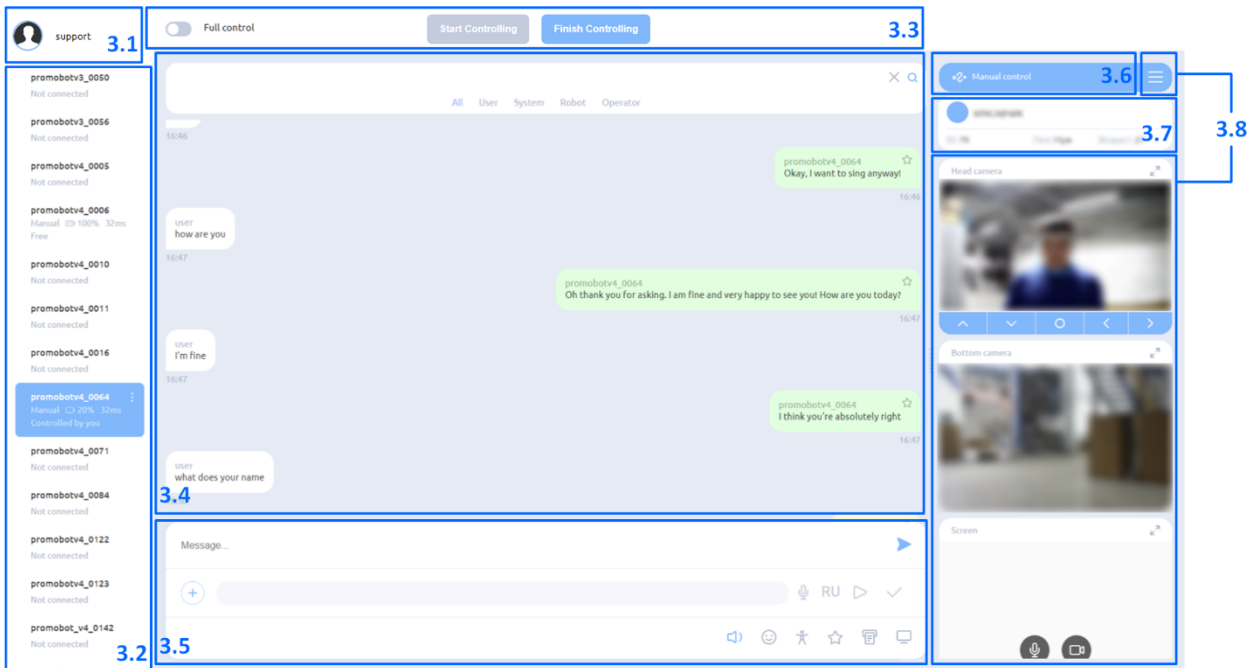 support
3.1
Full control
Start Controlling
Finish Controlling
3.3
promobotv3_0050
Not connected
promobotv3_0056
Not connected
promobotv4_0005
Not connected
promobotv4_0006
Manual 100% 32ms
Free
promobotv4_0010
Not connected
promobotv4_0011
Not connected
promobotv4_0016
Not connected
promobotv4_0064
Manual 20% 32ms
Controlled by you
promobotv4_0071
Not connected
promobotv4_0084
Not connected
promobotv4_0122
Not connected
promobotv4_0123
Not connected
promobot_v4_0142
Not connected
3.2
All User System Robot Operator
16:46
promobotv4_0064
Okay, I want to sing anyway!
16:46
user
how are you
16:47
promobotv4_0064
Oh thank you for asking. I am fine and very happy to see you! How are you today?
16:47
user
I'm fine
16:47
promobotv4_0064
I think you're absolutely right
16:47
user
what does your name
3.4
Message...
RU
3.5
Manual control
3.6
3.7
3.8
Head camera
Bottom camera
Screen